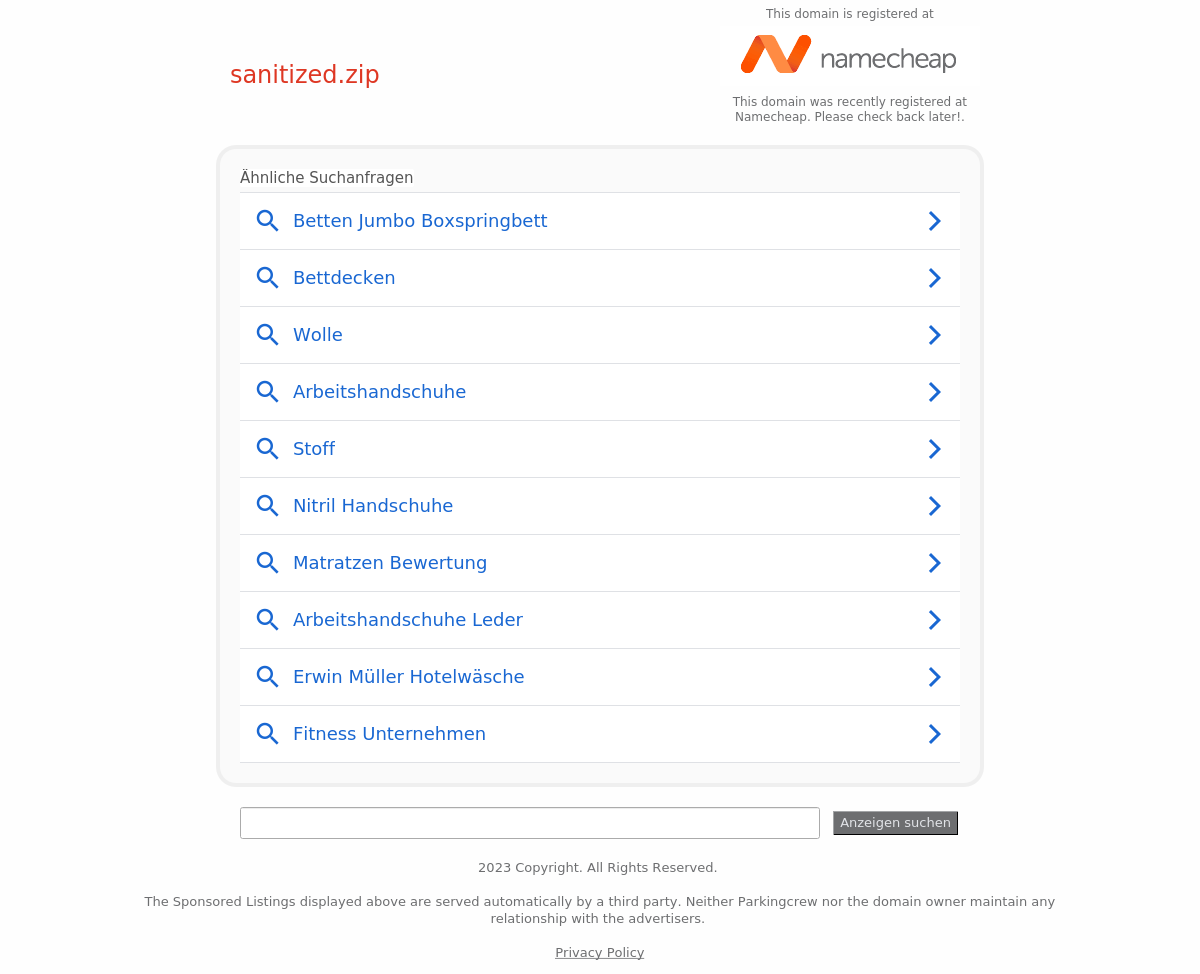 This domain is registered at
namecheap
sanitized.zip
This domain was recently registered at
Namecheap. Please check back later!.
Ähnliche Suchanfragen
Betten Jumbo Boxspringbett
Bettdecken
Wolle
Arbeitshandschuhe
Stoff
Nitril Handschuhe
Matratzen Bewertung
Arbeitshandschuhe Leder
Erwin Müller Hotelwäsche
Fitness Unternehmen
Anzeigen suchen
2023 Copyright. All Rights Reserved.
The Sponsored Listings displayed above are served automatically by a third party. Neither Parkingcrew nor the domain owner maintain any
relationship with the advertisers.
Privacy Policy